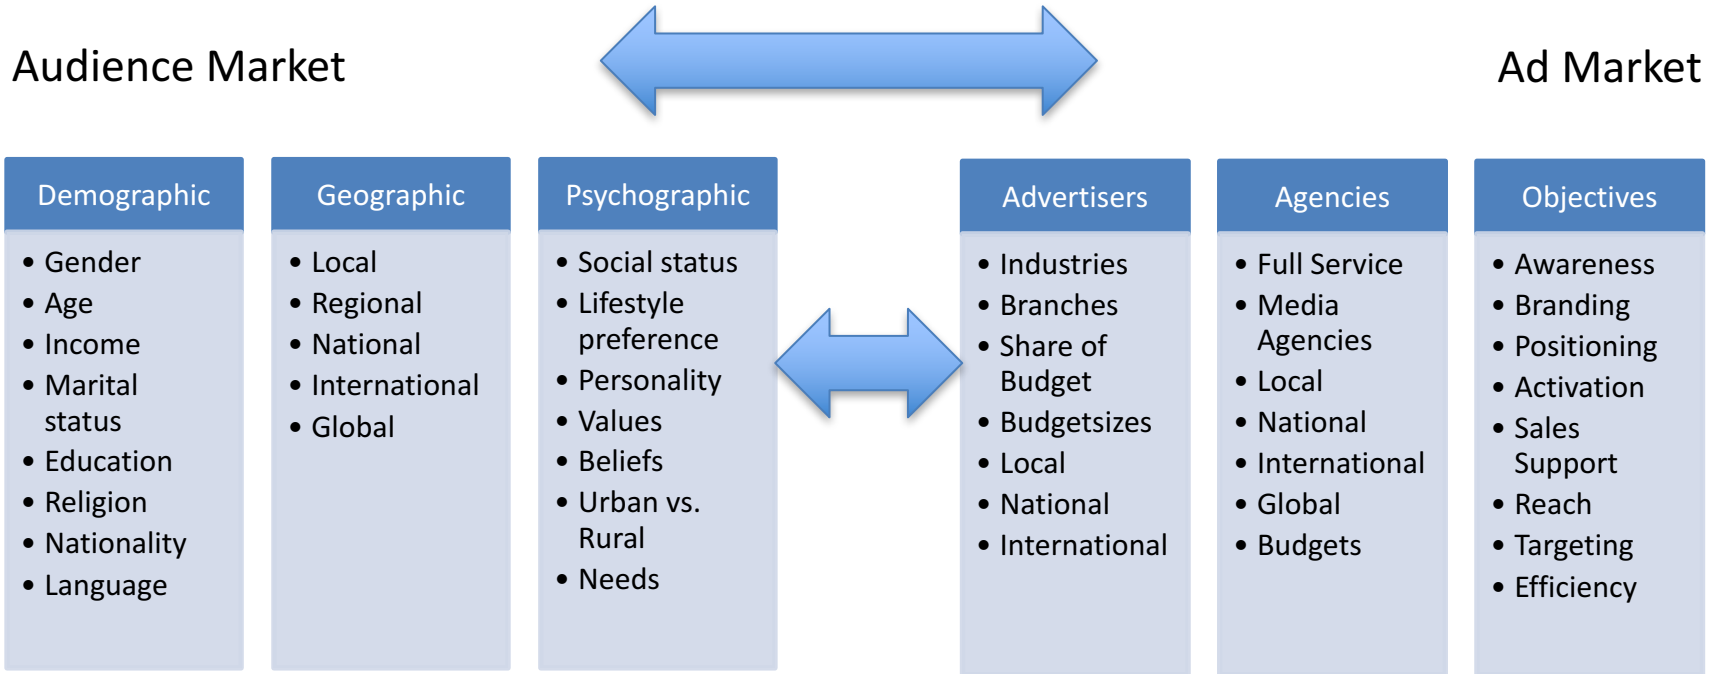 Audience Market
Ad Market
Demographic
• Gender
• Age
• Income
• Marital
status
• Education
• Religion
• Nationality
• Language
Geographic
• Local
• Regional
• National
• International
• Global
Psychographic
• Social status
• Lifestyle
preference
• Personality
• Values
• Beliefs
• Urban vs.
Rural
• Needs
Advertisers
• Industries
• Branches
• Share of
Budget
• Budgetsizes
• Local
• National
• International
Agencies
• Full Service
• Media
Agencies
• Local
• National
• International
• Global
• Budgets
Objectives
• Awareness
• Branding
• Positioning
• Activation
• Sales
Support
• Reach
• Targeting
• Efficiency